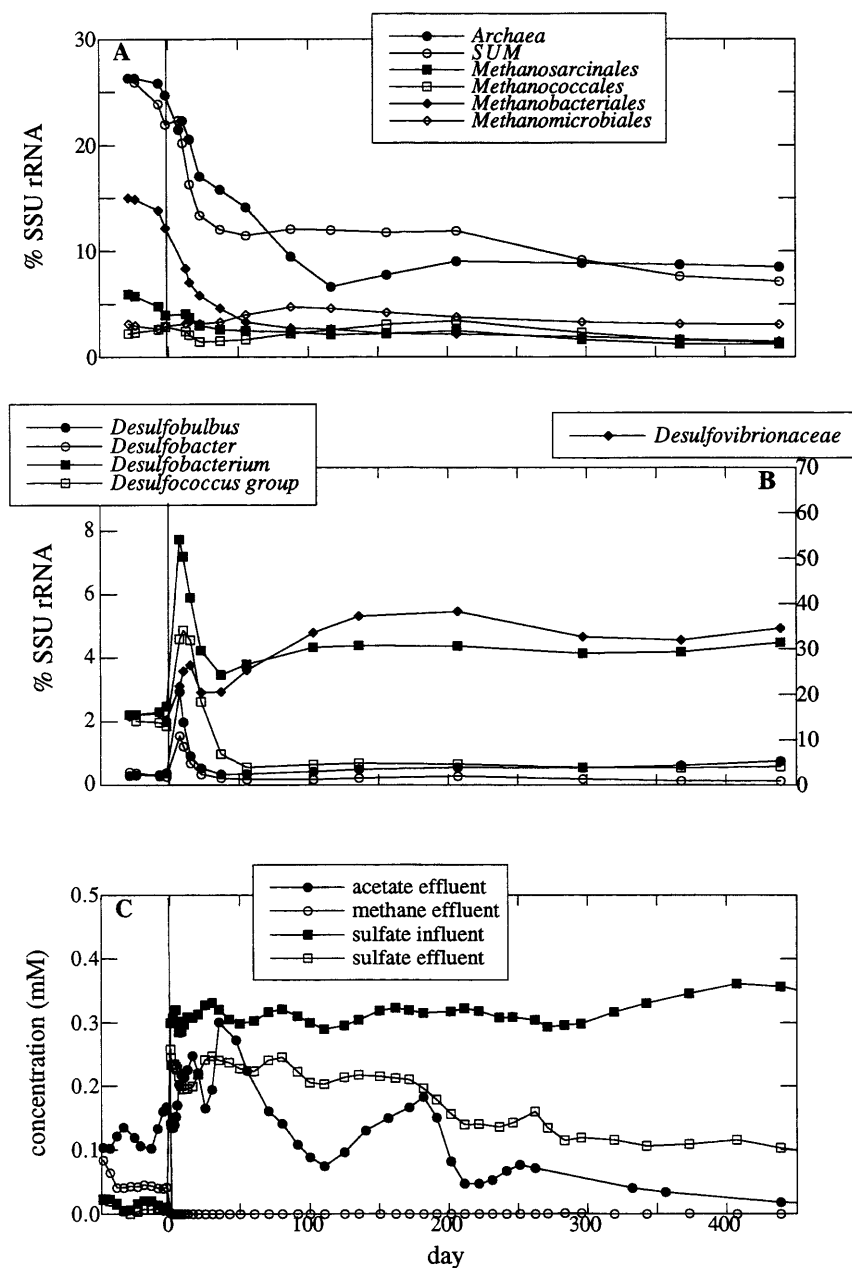 A
Archaea
SUM
Methanosarcinales
Methanococcales
Methanobacteriales
Methanomicrobiales
30
20
10
0
% SSU rRNA
Desulfobulbus
Desulfobacter
Desulfobacterium
Desulfococcus group
Desulfovibrionaceae
B
8
6
4
2
0
% SSU rRNA
70
60
50
40
30
20
10
0
C
acetate effluent
methane effluent
sulfate influent
sulfate effluent
0.5
0.4
0.3
0.2
0.1
0.0
concentration (mM)
0 100 200 300 400
day